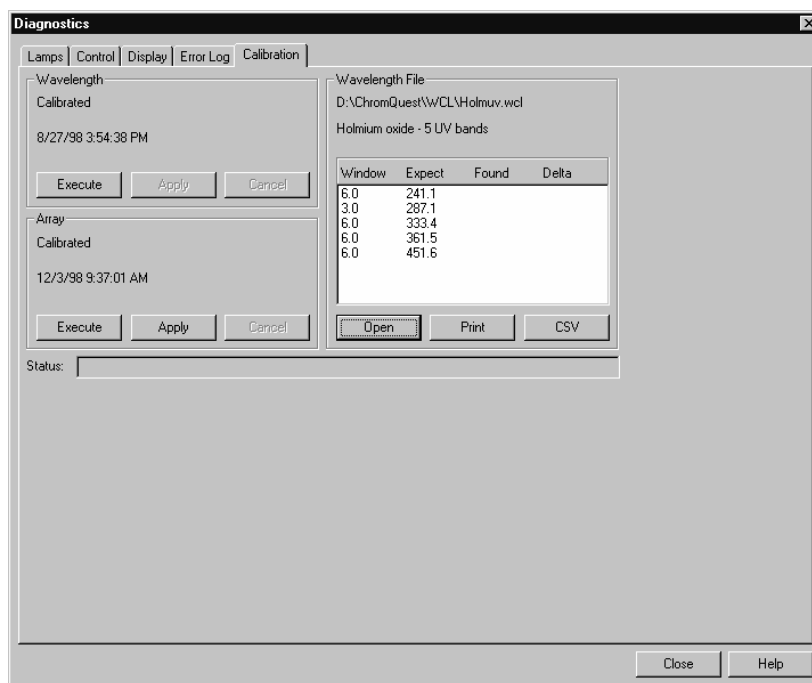 Diagnostics
Lamps Control Display Error Log Calibration
Wavelength
Calibrated
8/27/98 3:54:38 PM
Execute Apply Cancel
Array
Calibrated
12/3/98 9:37:01 AM
Execute Apply Cancel
Wavelength File
D:\ChromQuest\WCL\Holmuv.wcl
Holmium oxide - 5 UV bands
Window Expect Found Delta
6.0 241.1
3.0 287.1
6.0 333.4
6.0 361.5
6.0 451.6
Open Print CSV
Status:
Close Help